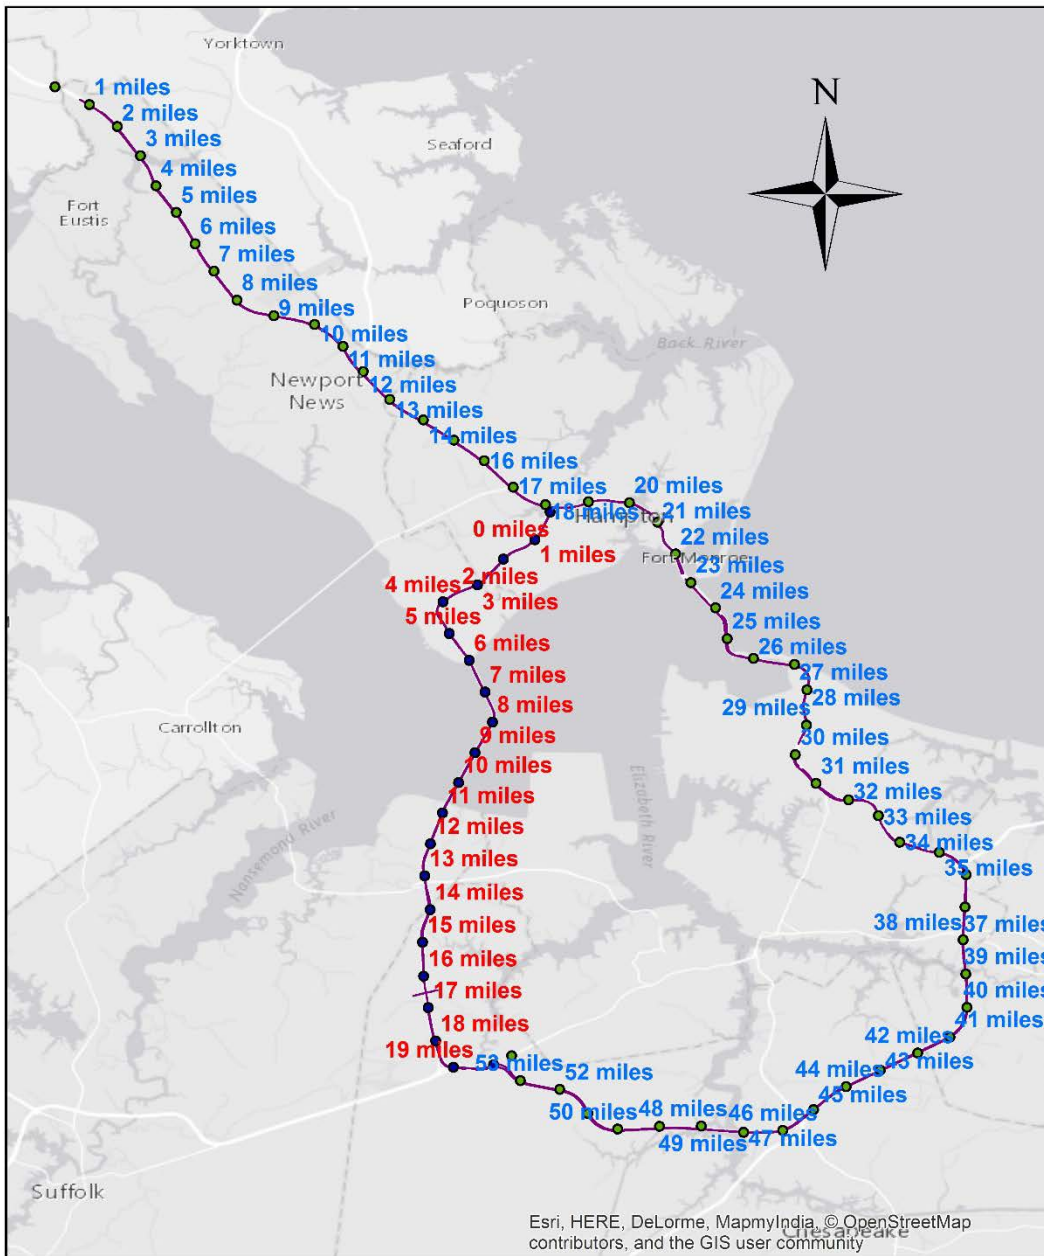 Yorktown
1 miles
2 miles
3 miles
4 miles
5 miles
6 miles
7 miles
8 miles
9 miles
10 miles
11 miles
12 miles
13 miles
14 miles
16 miles
17 miles
18 miles
20 miles
21 miles
22 miles
23 miles
24 miles
25 miles
26 miles
27 miles
28 miles
29 miles
30 miles
31 miles
32 miles
33 miles
34 miles
35 miles
38 miles
37 miles
39 miles
40 miles
41 miles
42 miles
43 miles
44 miles
45 miles
46 miles
47 miles
48 miles
49 miles
50 miles
52 miles
53 miles
0 miles
1 miles
2 miles
3 miles
4 miles
5 miles
6 miles
7 miles
8 miles
9 miles
10 miles
11 miles
12 miles
13 miles
14 miles
15 miles
16 miles
17 miles
18 miles
19 miles
N
Seaford
Fort
Eustis
Poquoson
Back River
Newport
News
Hampton
Fort Monroe
Carrollton
Nansemond River
Elizabeth River
Suffolk
Chesapeake
Esri, HERE, DeLorme, MapmyIndia, © OpenStreetMap
contributors, and the GIS user community